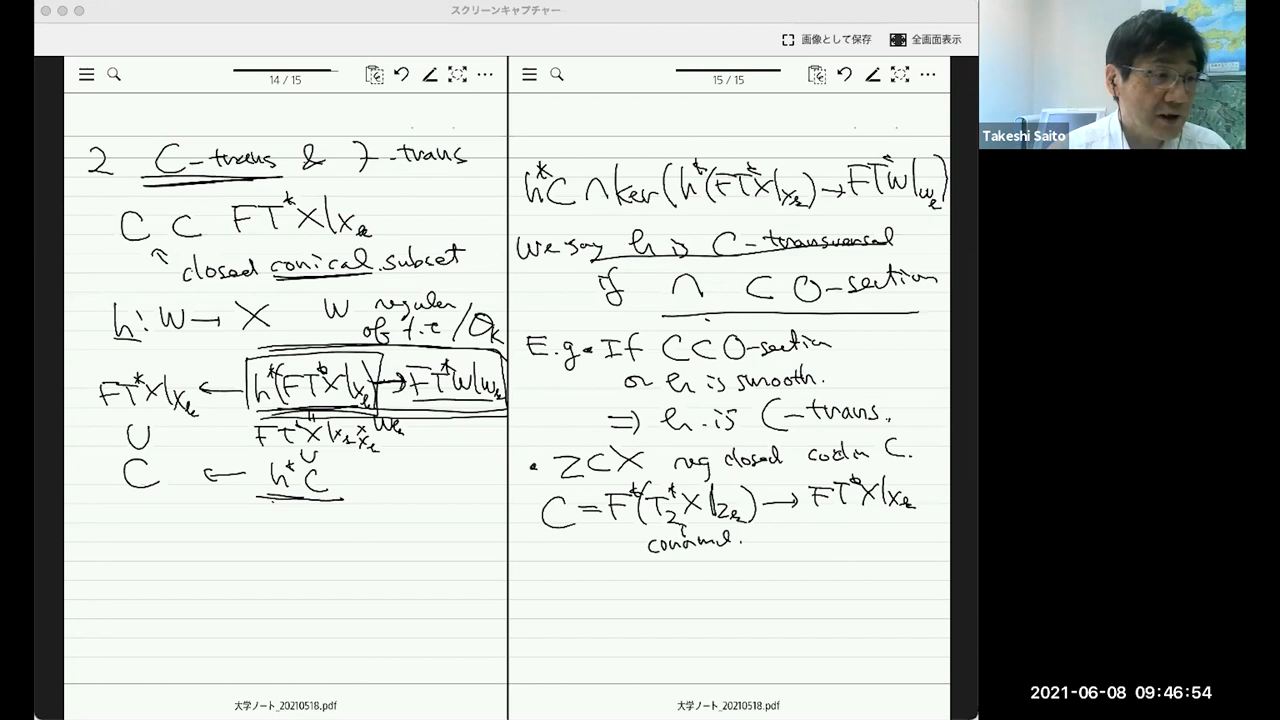 スクリーンキャプチャー
画像として保存
全画面表示
14 / 15
2 C-trans & F-trans
C ⊂ FT*X|x_k
↑
closed conical subset
h: W → X W regular
of f.t. / O_K
FT*X|x_k ← h*(FT*X|x_k) → FT*W|w_k
∪ FT*X|x_k ×x_k W_k
∪
C ← h*C
大学ノート_20210518.pdf
15 / 15
h*C ∩ ker(h*(FT*X|x_k) → FT*W|w_k)
We say h is C-transversal
if ∩ ⊂ 0-section
E.g. If C ⊂ 0-section
or h is smooth.
⇒ h is C-trans.
• Z ⊂ X reg closed codim C.
C = F*(T*_Z X|z_k) → FT*X|x_k
conormal.
大学ノート_20210518.pdf
Takeshi Saito
2021-06-08 09:46:54